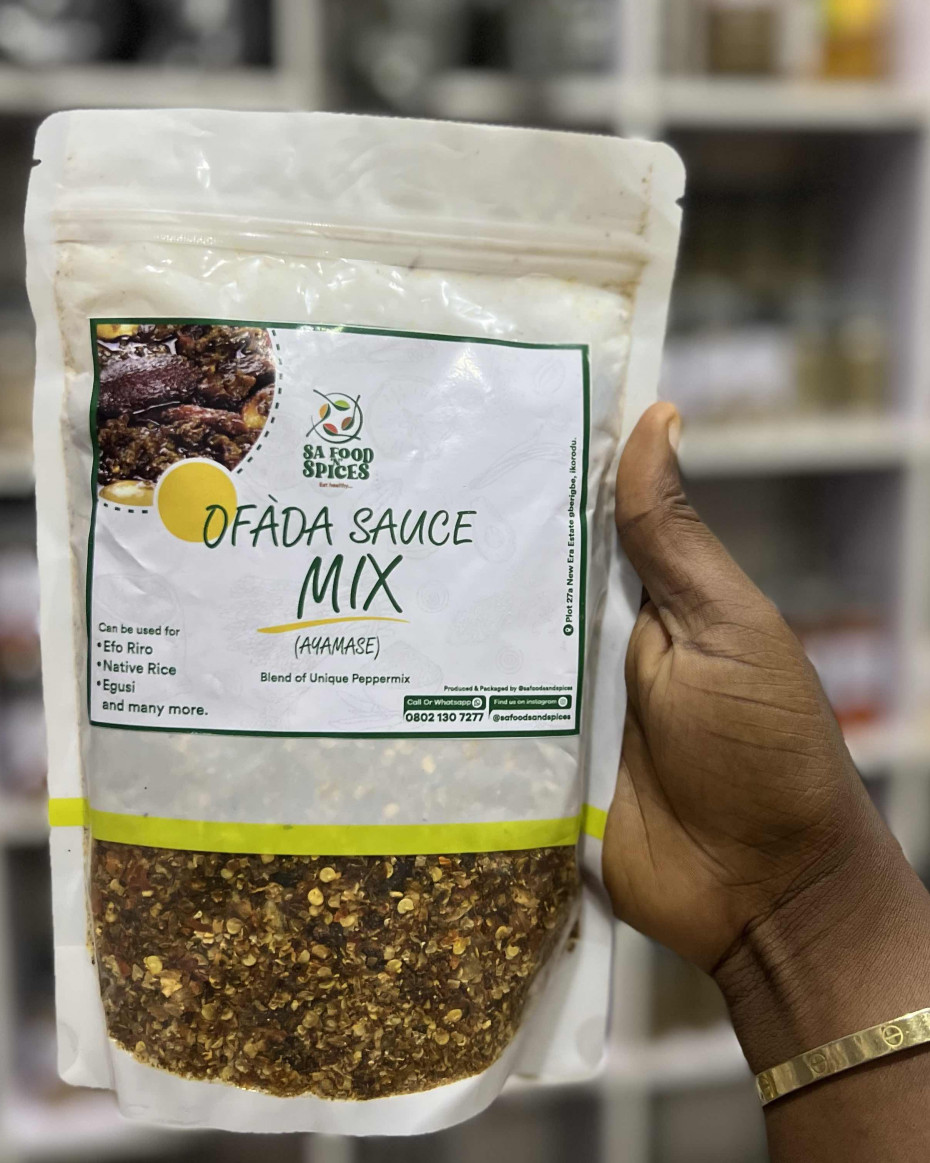 SA FOOD
'N'
SPICES
Eat healthy...
OFÀDA SAUCE
MIX
(AYAMASE)
Blend of Unique Peppermix
Can be used for
•Efo Riro
•Native Rice
•Egusi
and many more.
Plot 27a New Era Estate gberigbe, ikorodu.
Produced & Packaged by @safoodsandspices
Call Or Whatsapp
0802 130 7277
Find us on instagram
@safoodsandspices